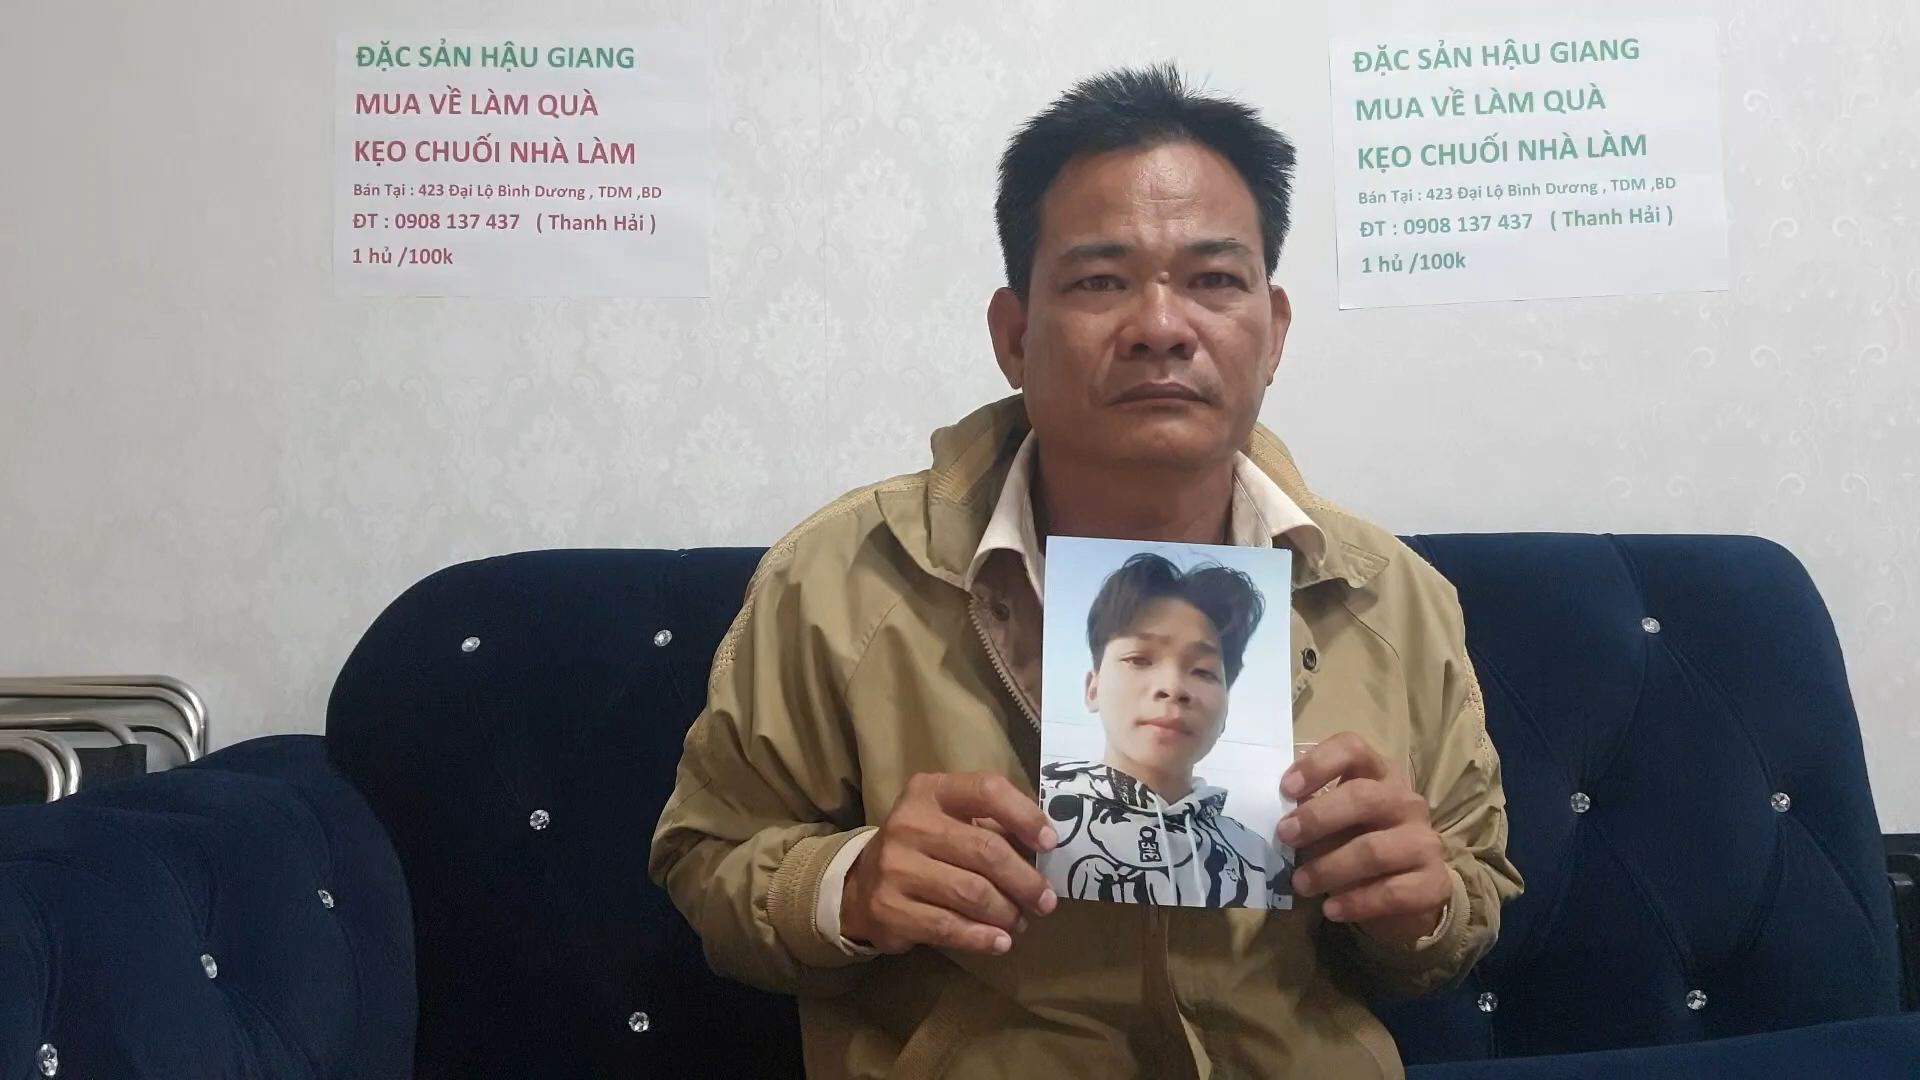 ĐẶC SẢN HẬU GIANG
MUA VỀ LÀM QUÀ
KẸO CHUỐI NHÀ LÀM
Bán Tại : 423 Đại Lộ Bình Dương , TDM ,BD
ĐT : 0908 137 437 ( Thanh Hải )
1 hủ /100k
ĐẶC SẢN HẬU GIANG
MUA VỀ LÀM QUÀ
KẸO CHUỐI NHÀ LÀM
Bán Tại : 423 Đại Lộ Bình Dương , TDM ,BD
ĐT : 0908 137 437 ( Thanh Hải )
1 hủ /100k